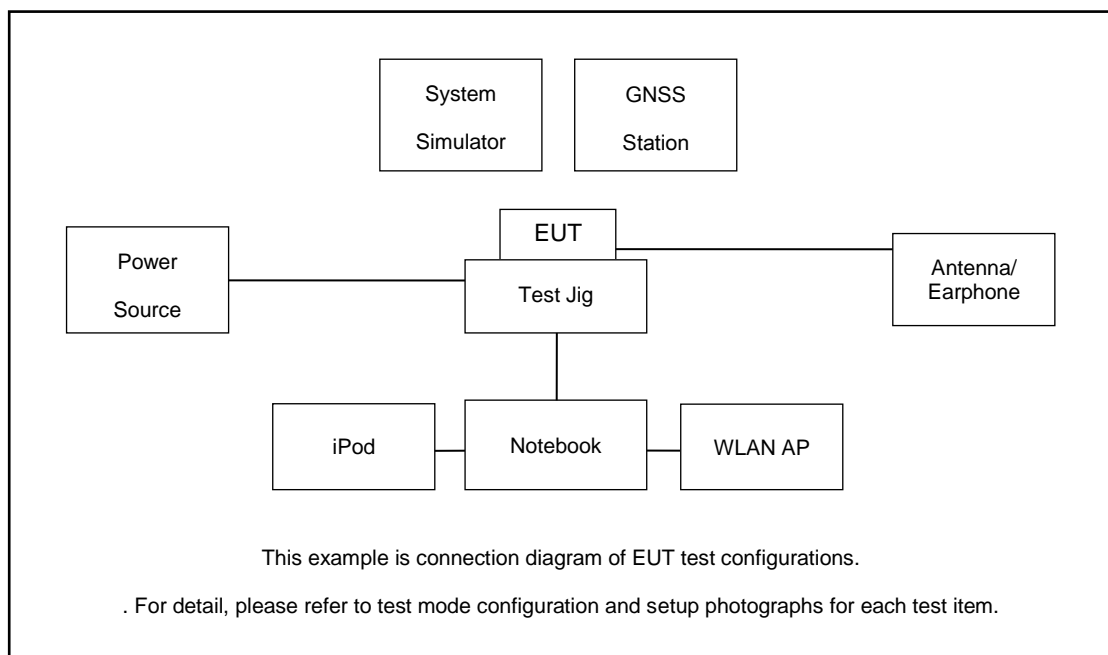 System
Simulator
GNSS
Station
EUT
Power
Source
Test Jig
Antenna/
Earphone
iPod
Notebook
WLAN AP
This example is connection diagram of EUT test configurations.
. For detail, please refer to test mode configuration and setup photographs for each test item.